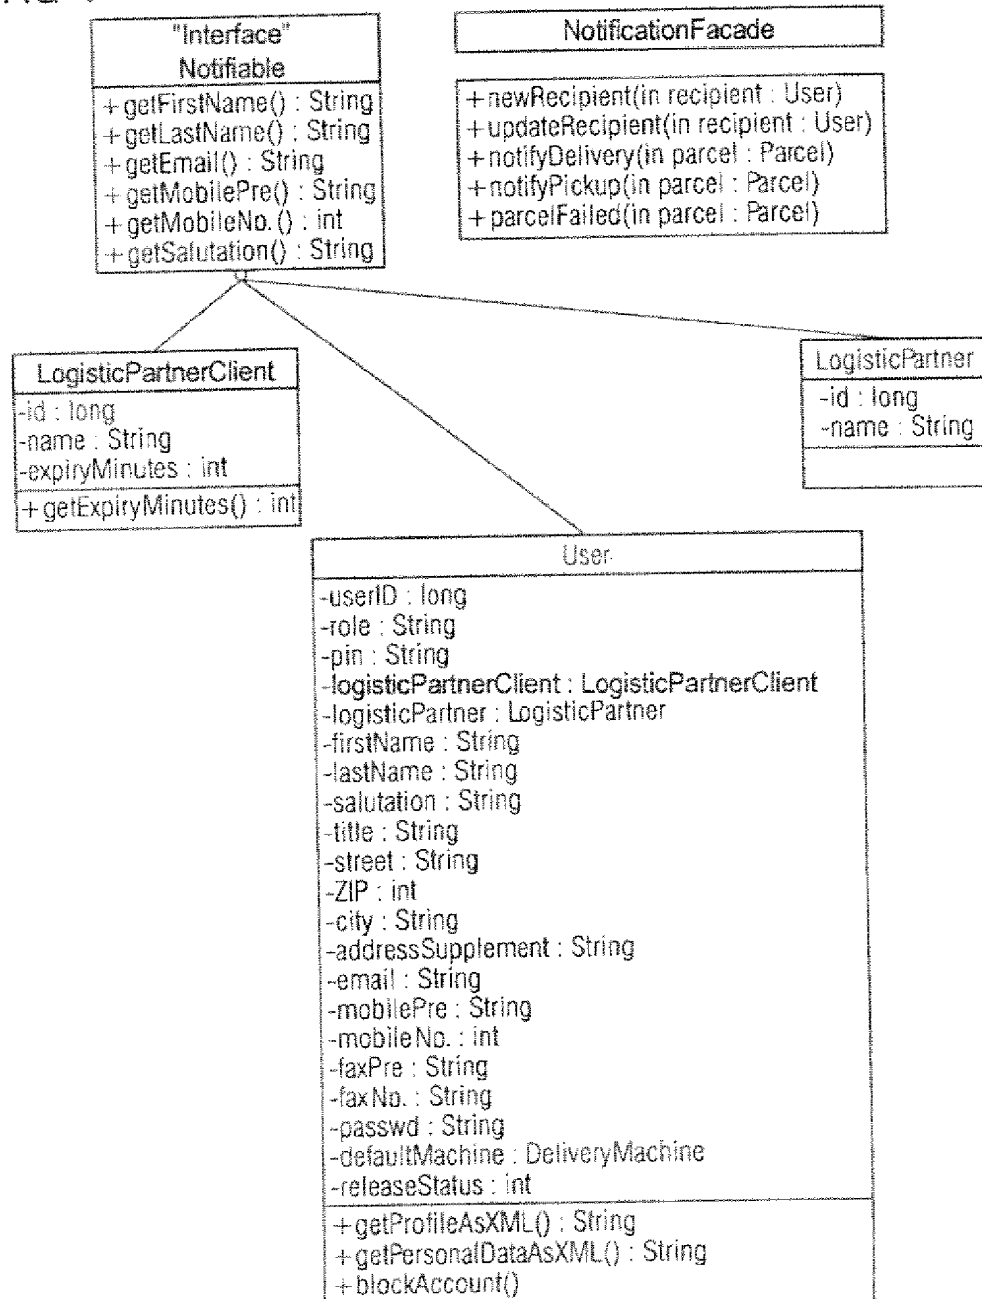 "Interface"
Notifiable
+getFirstName() : String
+getLastName() : String
+getEmail() : String
+getMobilePre() : String
+getMobileNo.() : int
+getSalutation() : String
NotificationFacade
+newRecipient(in recipient : User)
+updateRecipient(in recipient : User)
+notifyDelivery(in parcel : Parcel)
+notifyPickup(in parcel : Parcel)
+parcelFailed(in parcel : Parcel)
LogisticPartnerClient
-id : long
-name : String
-expiryMinutes : int
+getExpiryMinutes() : int
LogisticPartner
-id : long
-name : String
User
-userID : long
-role : String
-pin : String
-logisticPartnerClient : LogisticPartnerClient
-logisticPartner : LogisticPartner
-firstName : String
-lastName : String
-salutation : String
-title : String
-street : String
-ZIP : int
-city : String
-addressSupplement : String
-email : String
-mobilePre : String
-mobileNo. : int
-faxPre : String
-faxNo. : String
-passwd : String
-defaultMachine : DeliveryMachine
-releaseStatus : int
+getProfileAsXML() : String
+getPersonalDataAsXML() : String
+blockAccount()